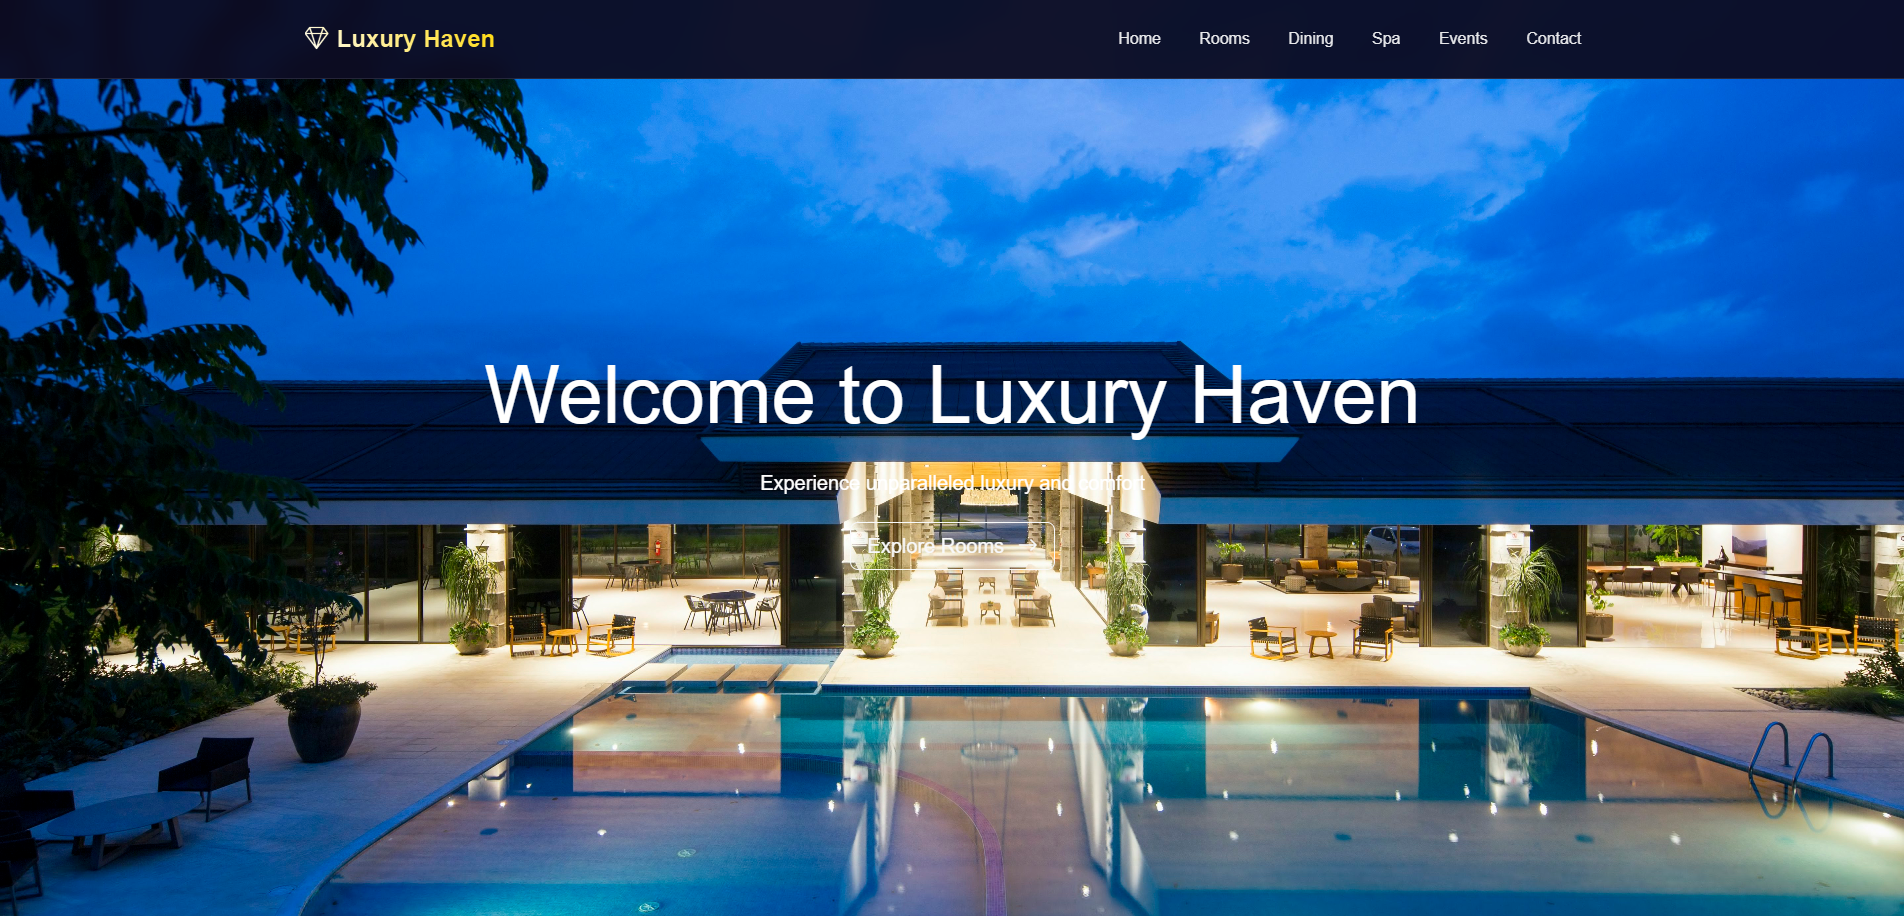 Luxury Haven
Home Rooms Dining Spa Events Contact
Welcome to Luxury Haven
Experience unparalleled luxury and comfort
Explore Rooms →